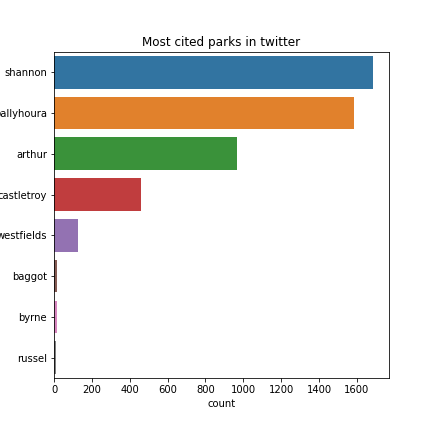 Most cited parks in twitter
shannon
allyhoura
arthur
castletroy
westfields
baggot
byrne
russel
0 200 400 600 800 1000 1200 1400 1600
count